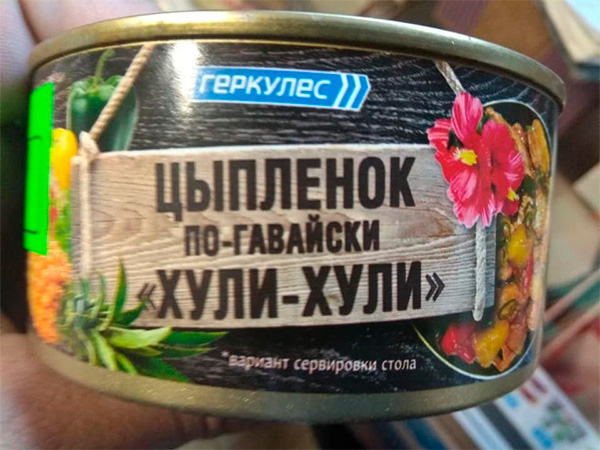 ГЕРКУЛЕС
ЦЫПЛЕНОК
ПО-ГАВАЙСКИ
«ХУЛИ-ХУЛИ»
*вариант сервировки стола